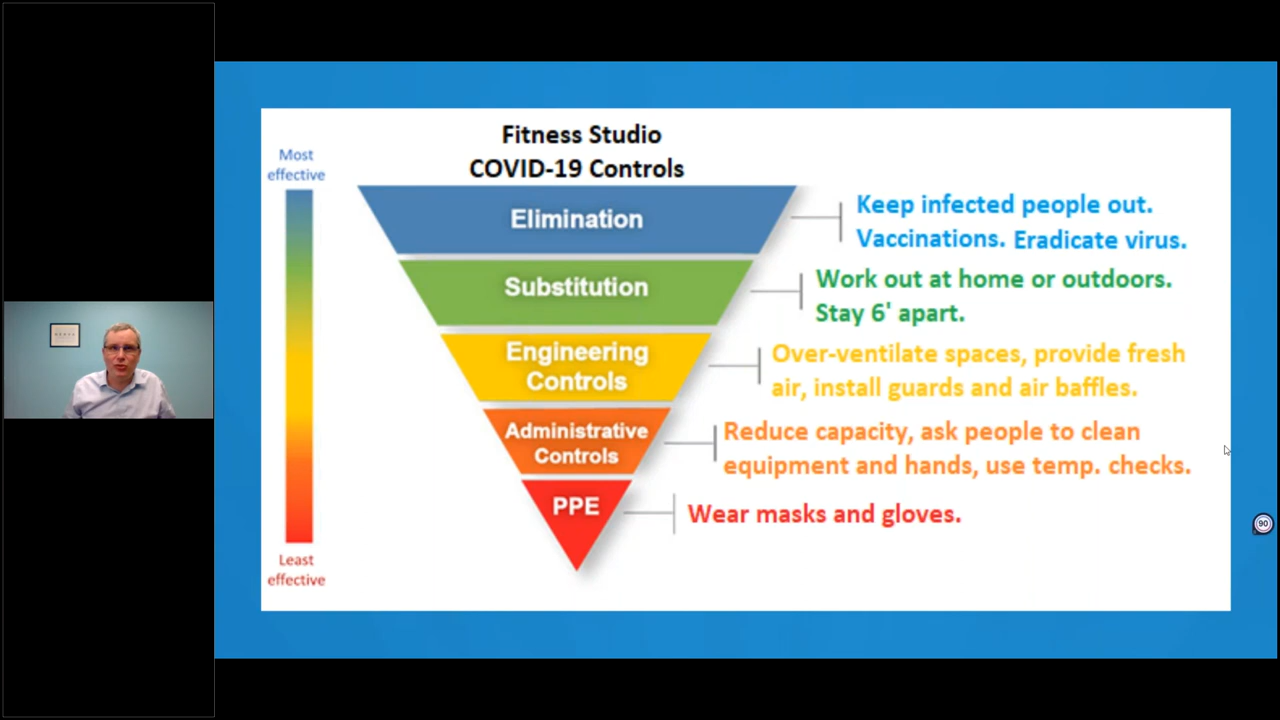 Fitness Studio
COVID-19 Controls
Most
effective
Elimination
Keep infected people out.
Vaccinations. Eradicate virus.
Substitution
Work out at home or outdoors.
Stay 6' apart.
Engineering
Controls
Over-ventilate spaces, provide fresh
air, install guards and air baffles.
Administrative
Controls
Reduce capacity, ask people to clean
equipment and hands, use temp. checks.
PPE
Wear masks and gloves.
Least
effective
90